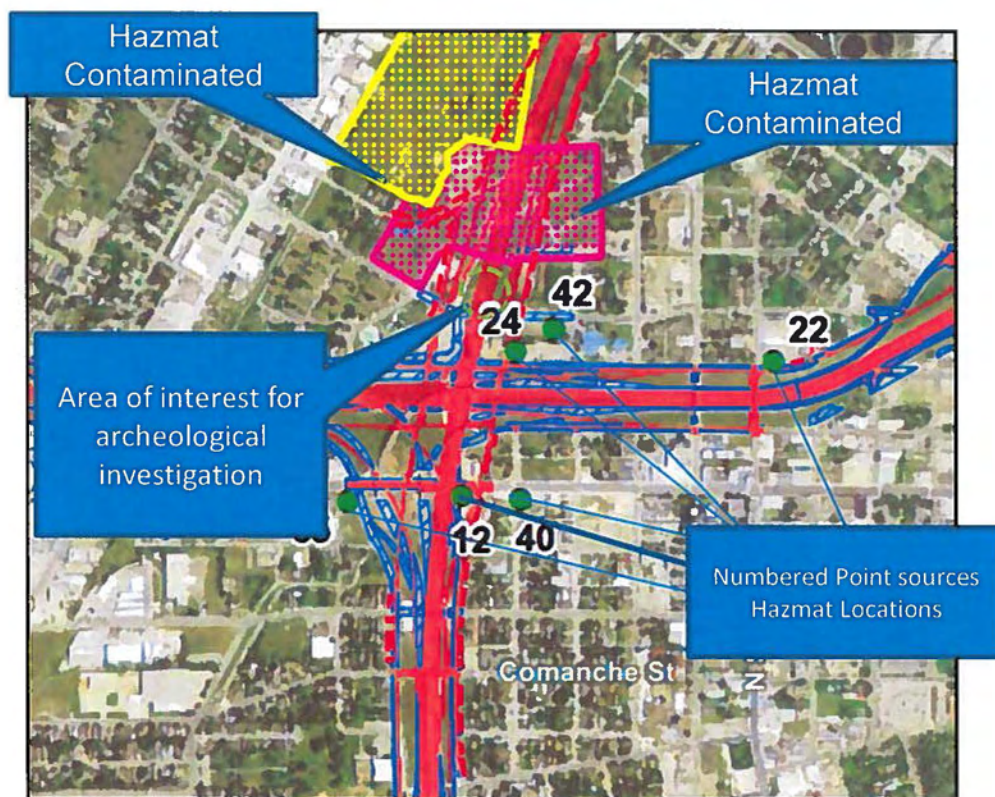 Hazmat
Contaminated
Hazmat
Contaminated
42
24
22
Area of interest for
archeological
investigation
12 40
Numbered Point sources
Hazmat Locations
Comanche St
N